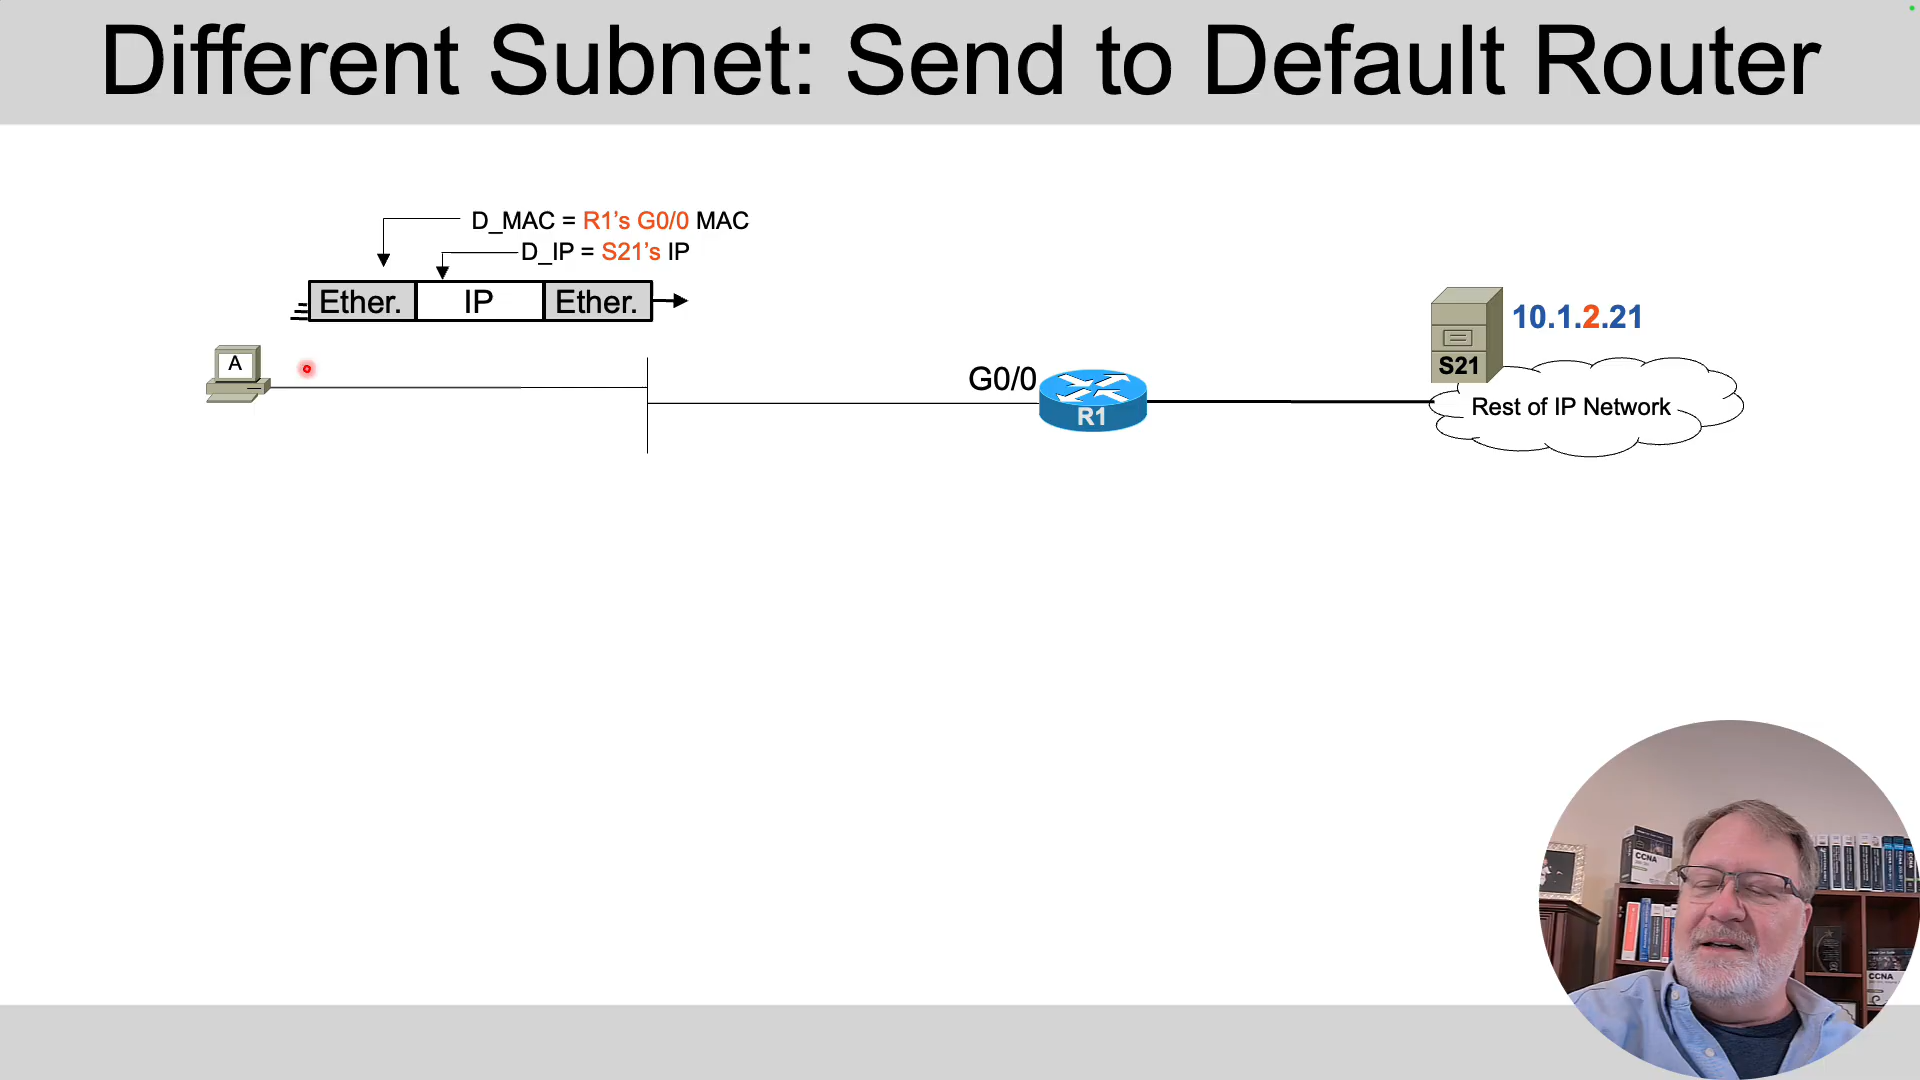 Different Subnet: Send to Default Router
D_MAC = R1’s G0/0 MAC
D_IP = S21’s IP
Ether. IP Ether.
A
G0/0
R1
10.1.2.21
S21
Rest of IP Network
CCNA
CCNA
CCNA